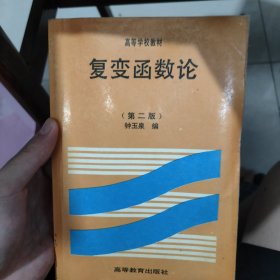 高等学校教材
复变函数论
（第二版）
钟玉泉 编
高等教育出版社